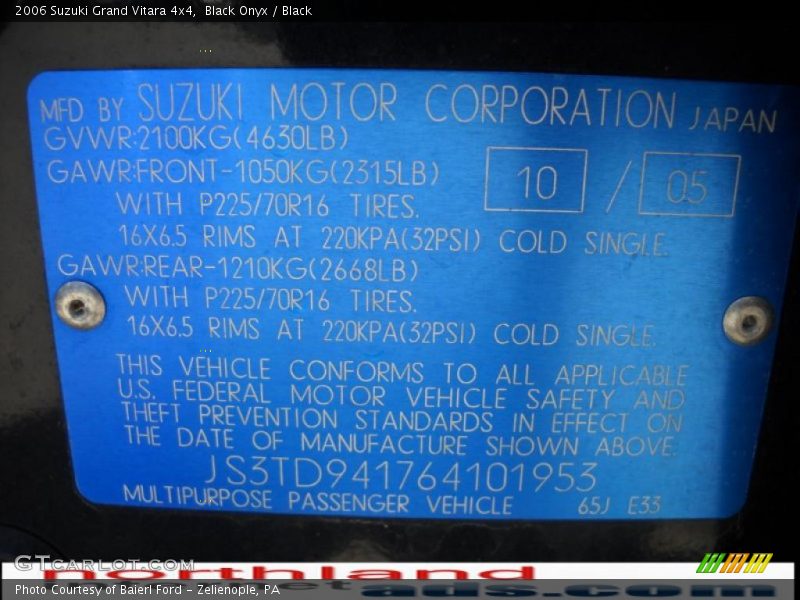 2006 Suzuki Grand Vitara 4x4,  Black Onyx / Black
MFD BY SUZUKI MOTOR CORPORATION JAPAN
GVWR:2100KG(4630LB)
GAWR:FRONT-1050KG(2315LB)
10 / 05
WITH P225/70R16 TIRES.
16X6.5 RIMS AT 220KPA(32PSI) COLD SINGLE.
GAWR:REAR-1210KG(2668LB)
WITH P225/70R16 TIRES.
16X6.5 RIMS AT 220KPA(32PSI) COLD SINGLE.
THIS VEHICLE CONFORMS TO ALL APPLICABLE
U.S. FEDERAL MOTOR VEHICLE SAFETY AND
THEFT PREVENTION STANDARDS IN EFFECT ON
THE DATE OF MANUFACTURE SHOWN ABOVE.
JS3TD941764101953
MULTIPURPOSE PASSENGER VEHICLE 65J E33
GTcarlot.com
northland
ads.com
Photo Courtesy of Baierl Ford - Zelienople, PA